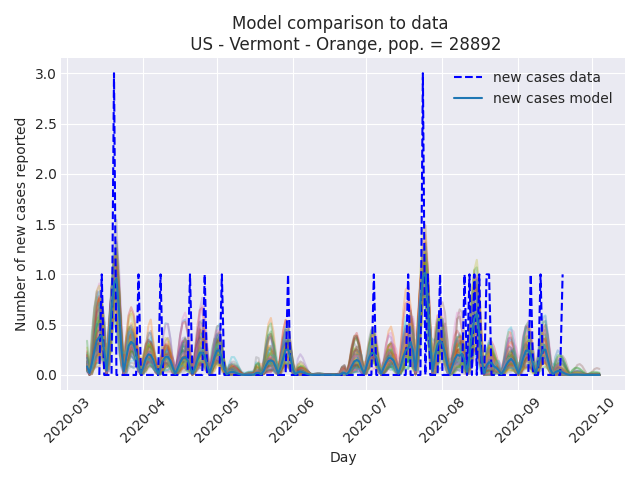 Model comparison to data
US - Vermont - Orange, pop. = 28892
new cases data
new cases model
Number of new cases reported
3.0
2.5
2.0
1.5
1.0
0.5
0.0
2020-03
2020-04
2020-05
2020-06
2020-07
2020-08
2020-09
2020-10
Day